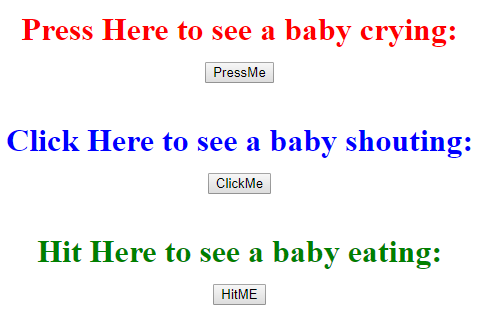 Press Here to see a baby crying:
PressMe
Click Here to see a baby shouting:
ClickMe
Hit Here to see a baby eating:
HitME